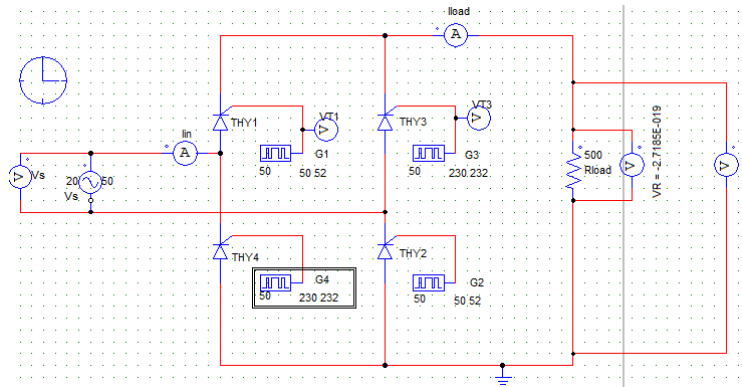 Iload
A
THY1
VT1
V
THY3
VT3
V
Iin
A
G1
50
50 52
G3
50
230 232
V
Vs
20
50
Vs
500
Rload
V
VR = -2.7185E-019
V
THY4
G4
50
230 232
THY2
G2
50
50 52